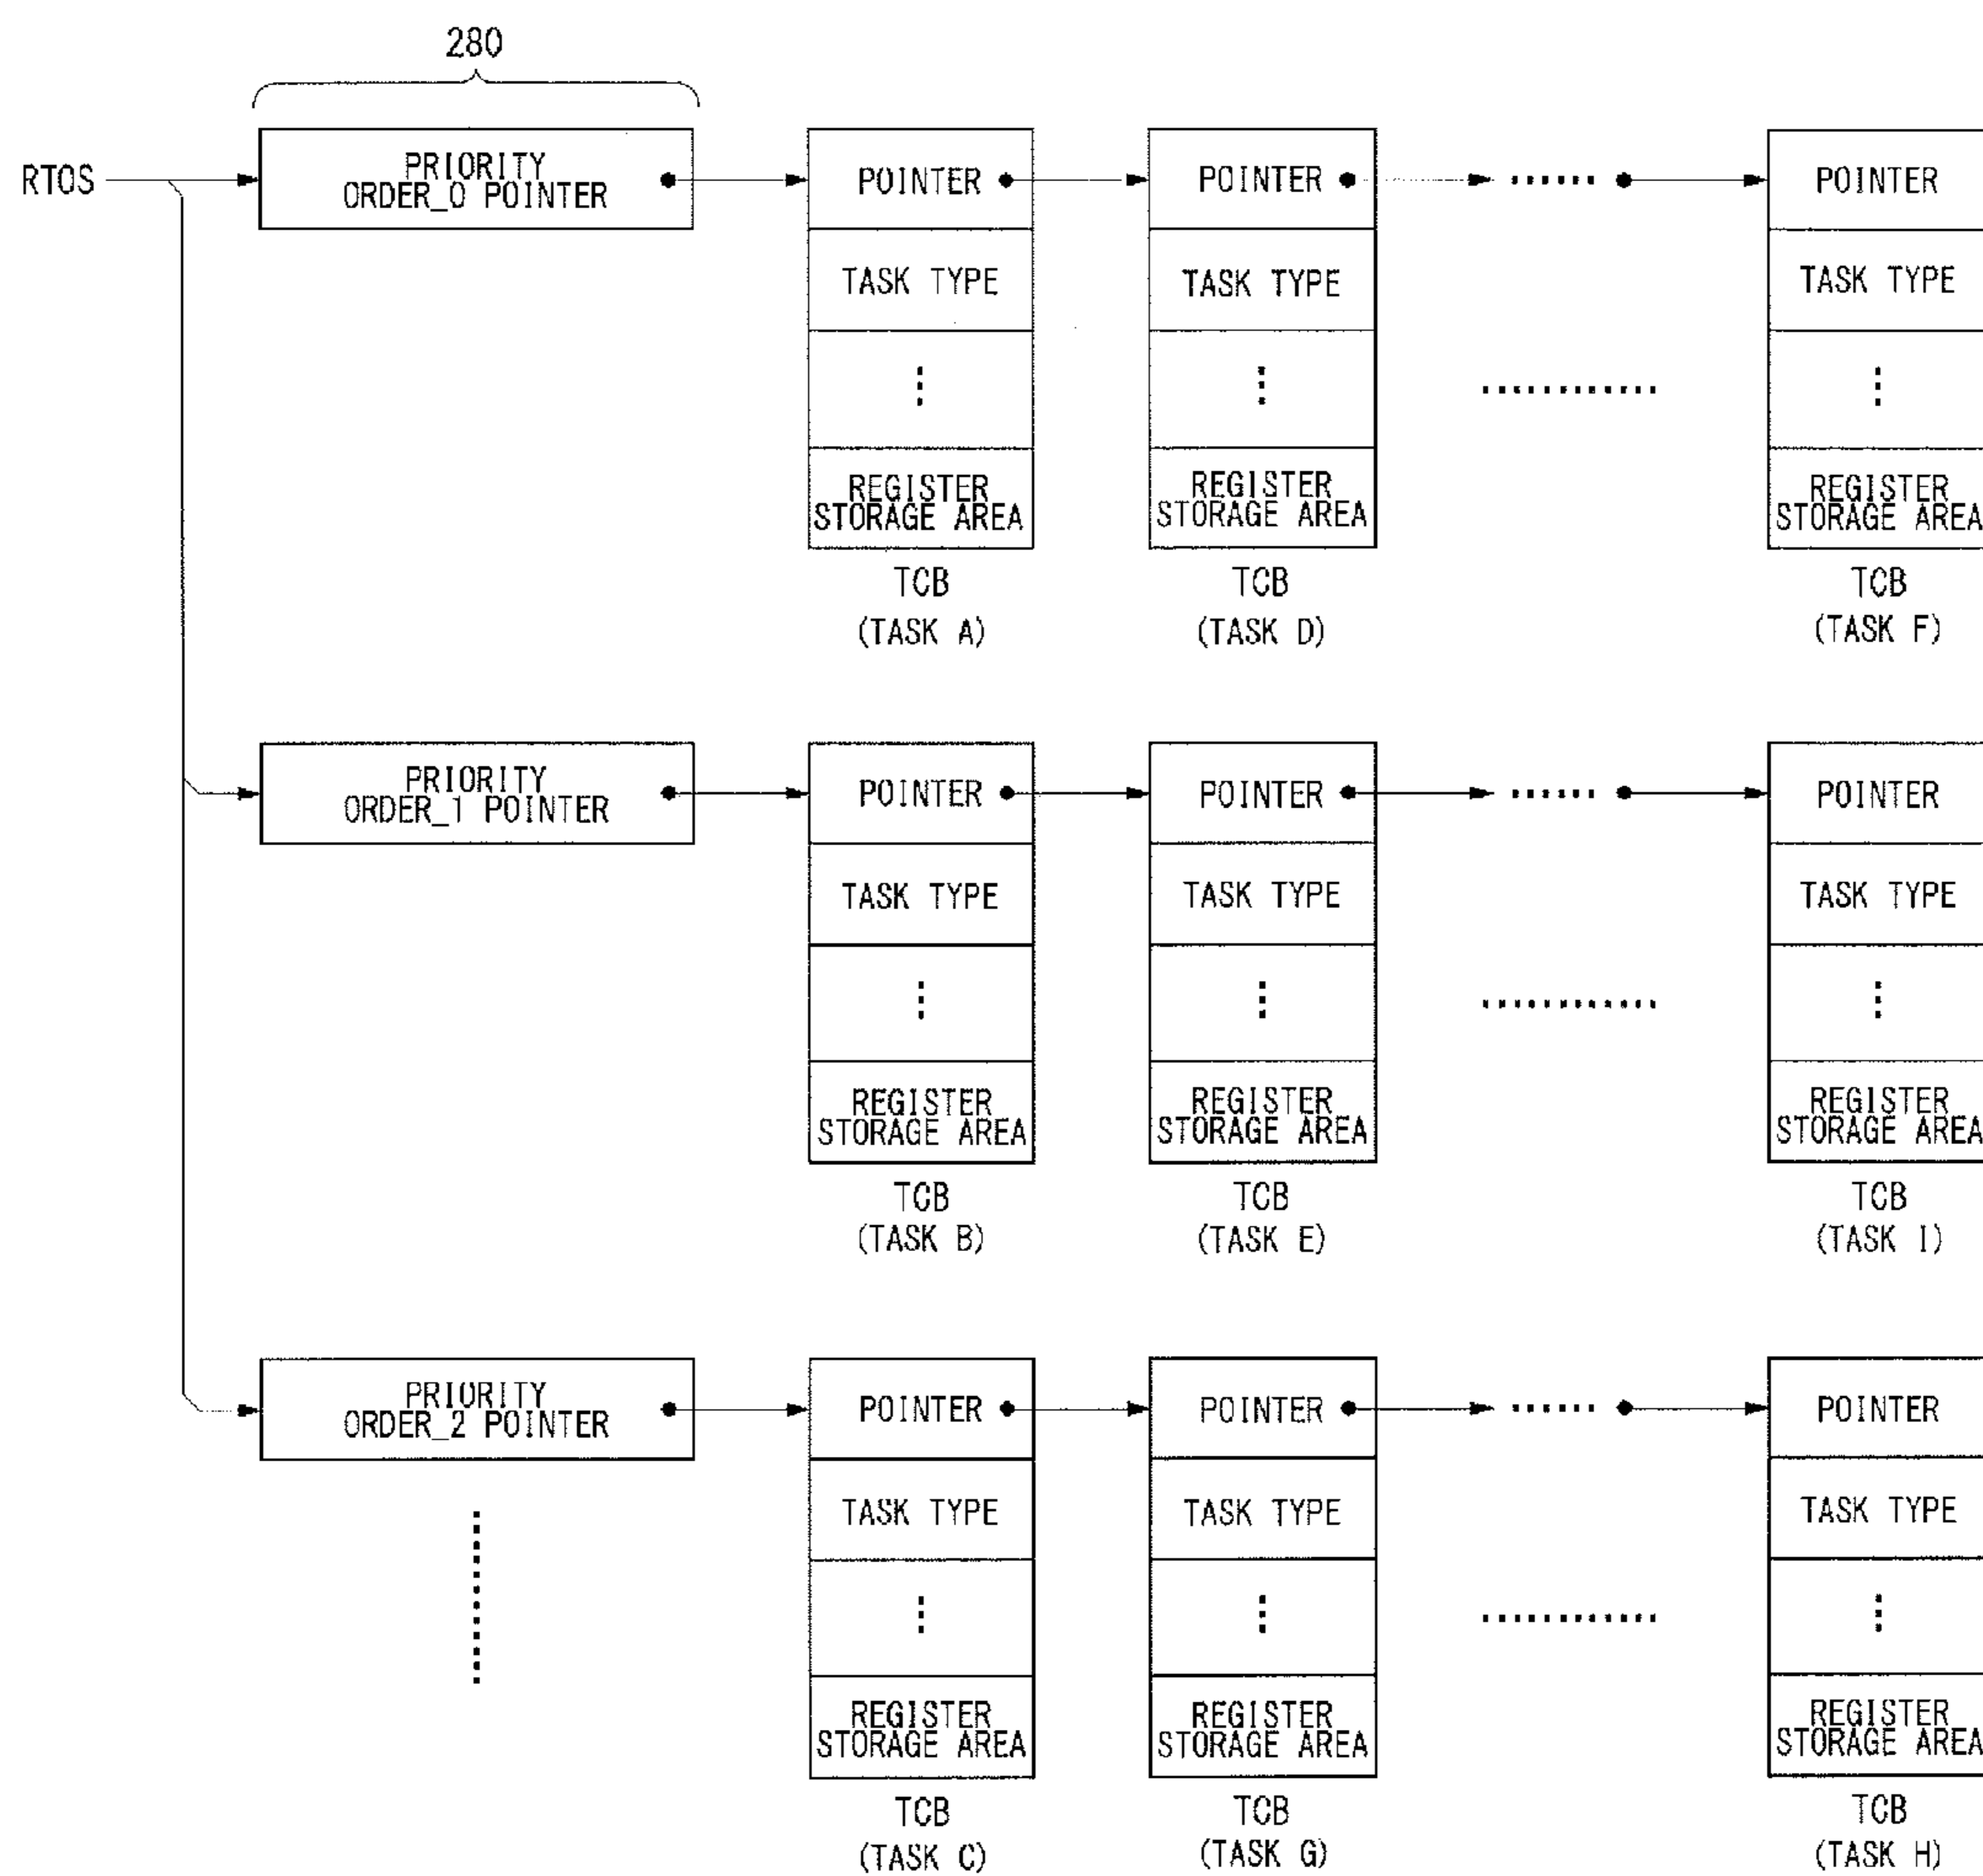 280
RTOS
PRIORITY
ORDER_0 POINTER
POINTER
POINTER
POINTER
TASK TYPE
TASK TYPE
TASK TYPE
REGISTER
STORAGE AREA
REGISTER
STORAGE AREA
REGISTER
STORAGE AREA
TCB
(TASK A)
TCB
(TASK D)
TCB
(TASK F)
PRIORITY
ORDER_1 POINTER
POINTER
POINTER
POINTER
TASK TYPE
TASK TYPE
TASK TYPE
REGISTER
STORAGE AREA
REGISTER
STORAGE AREA
REGISTER
STORAGE AREA
TCB
(TASK B)
TCB
(TASK E)
TCB
(TASK I)
PRIORITY
ORDER_2 POINTER
POINTER
POINTER
POINTER
TASK TYPE
TASK TYPE
TASK TYPE
REGISTER
STORAGE AREA
REGISTER
STORAGE AREA
REGISTER
STORAGE AREA
TCB
(TASK C)
TCB
(TASK G)
TCB
(TASK H)